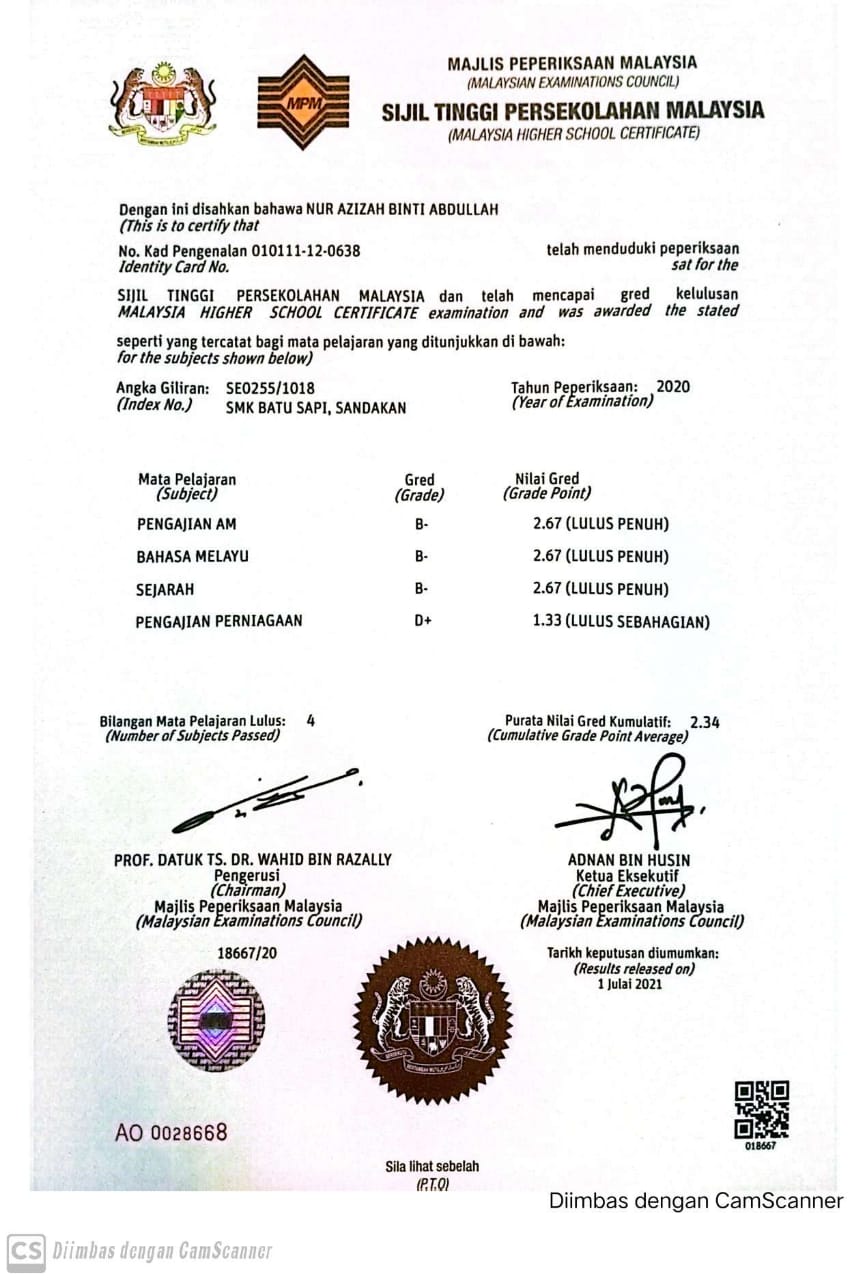 MPM
MAJLIS PEPERIKSAAN MALAYSIA
(MALAYSIAN EXAMINATIONS COUNCIL)
SIJIL TINGGI PERSEKOLAHAN MALAYSIA
(MALAYSIA HIGHER SCHOOL CERTIFICATE)
Dengan ini disahkan bahawa NUR AZIZAH BINTI ABDULLAH
(This is to certify that
No. Kad Pengenalan 010111-12-0638 telah menduduki peperiksaan
Identity Card No. sat for the
SIJIL TINGGI PERSEKOLAHAN MALAYSIA dan telah mencapai gred kelulusan
MALAYSIA HIGHER SCHOOL CERTIFICATE examination and was awarded the stated
seperti yang tercatat bagi mata pelajaran yang ditunjukkan di bawah:
for the subjects shown below)
Angka Giliran: SE0255/1018 Tahun Peperiksaan: 2020
(Index No.) SMK BATU SAPI, SANDAKAN (Year of Examination)
Mata Pelajaran Gred Nilai Gred
(Subject) (Grade) (Grade Point)
PENGAJIAN AM B- 2.67 (LULUS PENUH)
BAHASA MELAYU B- 2.67 (LULUS PENUH)
SEJARAH B- 2.67 (LULUS PENUH)
PENGAJIAN PERNIAGAAN D+ 1.33 (LULUS SEBAHAGIAN)
Bilangan Mata Pelajaran Lulus: 4 Purata Nilai Gred Kumulatif: 2.34
(Number of Subjects Passed) (Cumulative Grade Point Average)
PROF. DATUK TS. DR. WAHID BIN RAZALLY ADNAN BIN HUSIN
Pengerusi Ketua Eksekutif
(Chairman) (Chief Executive)
Majlis Peperiksaan Malaysia Majlis Peperiksaan Malaysia
(Malaysian Examinations Council) (Malaysian Examinations Council)
18667/20 Tarikh keputusan diumumkan:
(Results released on)
1 Julai 2021
AO 0028668
018667
Sila lihat sebelah
(P.T.O)
Diimbas dengan CamScanner
CS Diimbas dengan CamScanner